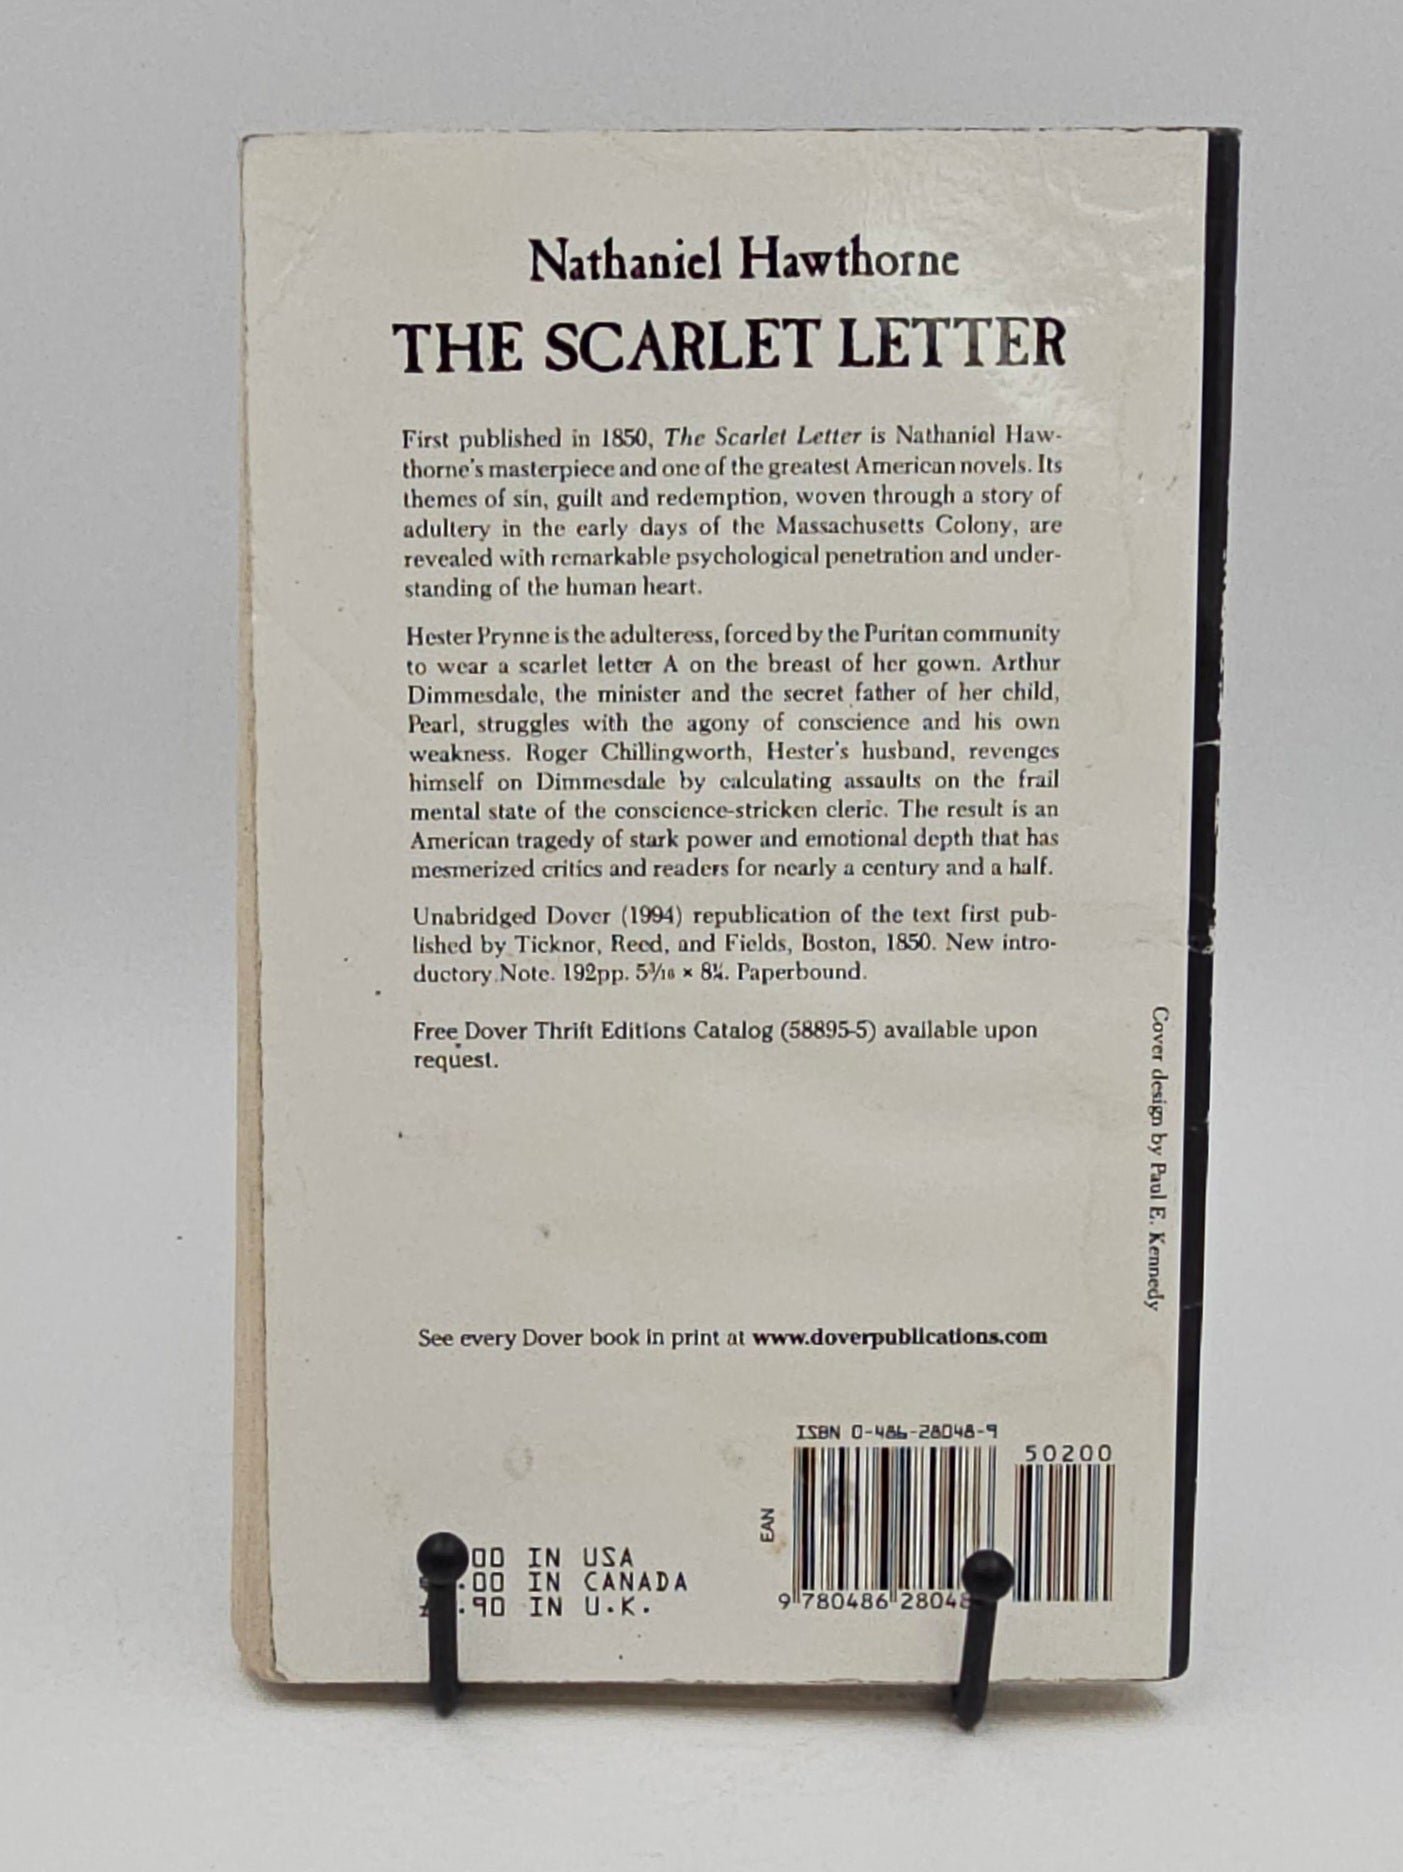 Nathaniel Hawthorne
THE SCARLET LETTER
First published in 1850, The Scarlet Letter is Nathaniel Haw-
thorne's masterpiece and one of the greatest American novels. Its
themes of sin, guilt and redemption, woven through a story of
adultery in the early days of the Massachusetts Colony, are
revealed with remarkable psychological penetration and under-
standing of the human heart.
Hester Prynne is the adulteress, forced by the Puritan community
to wear a scarlet letter A on the breast of her gown. Arthur
Dimmesdale, the minister and the secret father of her child,
Pearl, struggles with the agony of conscience and his own
weakness. Roger Chillingworth, Hester's husband, revenges
himself on Dimmesdale by calculating assaults on the frail
mental state of the conscience-stricken cleric. The result is an
American tragedy of stark power and emotional depth that has
mesmerized critics and readers for nearly a century and a half.
Unabridged Dover (1994) republication of the text first pub-
lished by Ticknor, Reed, and Fields, Boston, 1850. New intro-
ductory Note. 192pp. 5³⁄₁₆ × 8¼. Paperbound.
Free Dover Thrift Editions Catalog (58895-5) available upon
request.
Cover design by Paul E. Kennedy
See every Dover book in print at www.doverpublications.com
ISBN 0-486-28048-9
50200
EAN
00 IN USA
.00 IN CANADA
.90 IN U.K.
9 780486 28048